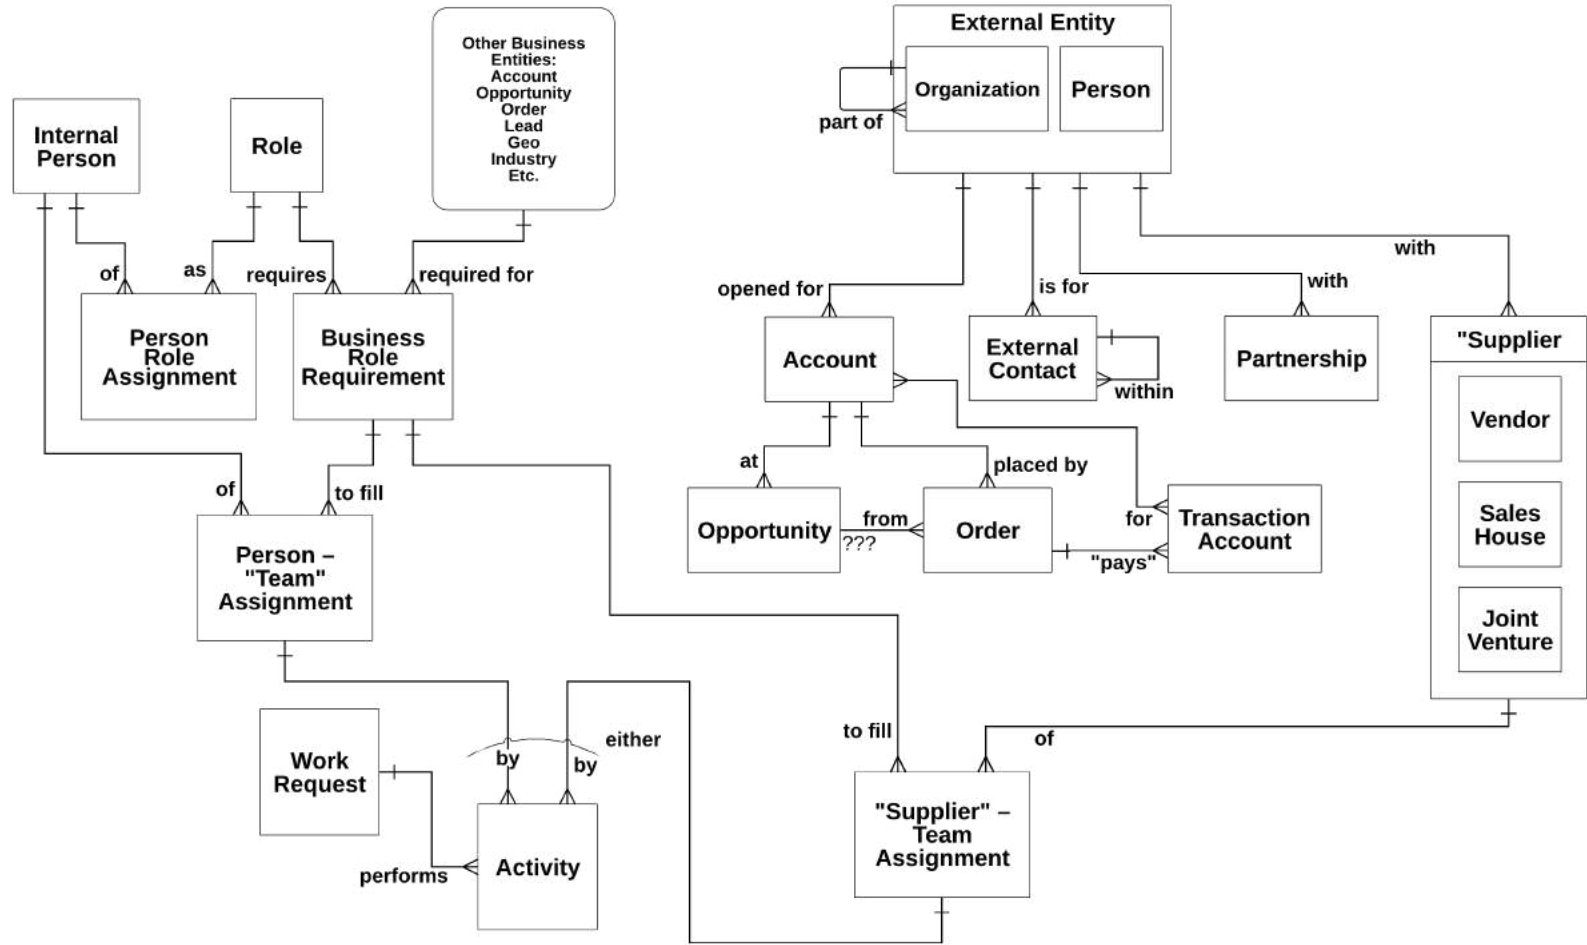 Other Business
Entities:
Account
Opportunity
Order
Lead
Geo
Industry
Etc.
External Entity
Organization
Person
part of
Internal
Person
Role
of
as
requires
required for
with
opened for
is for
with
Person
Role
Assignment
Business
Role
Requirement
Account
External
Contact
within
Partnership
"Supplier
Vendor
Sales
House
Joint
Venture
of
to fill
at
placed by
Opportunity
from
???
Order
for
"pays"
Transaction
Account
Person –
"Team"
Assignment
Work
Request
by
by
either
to fill
of
performs
Activity
"Supplier" –
Team
Assignment